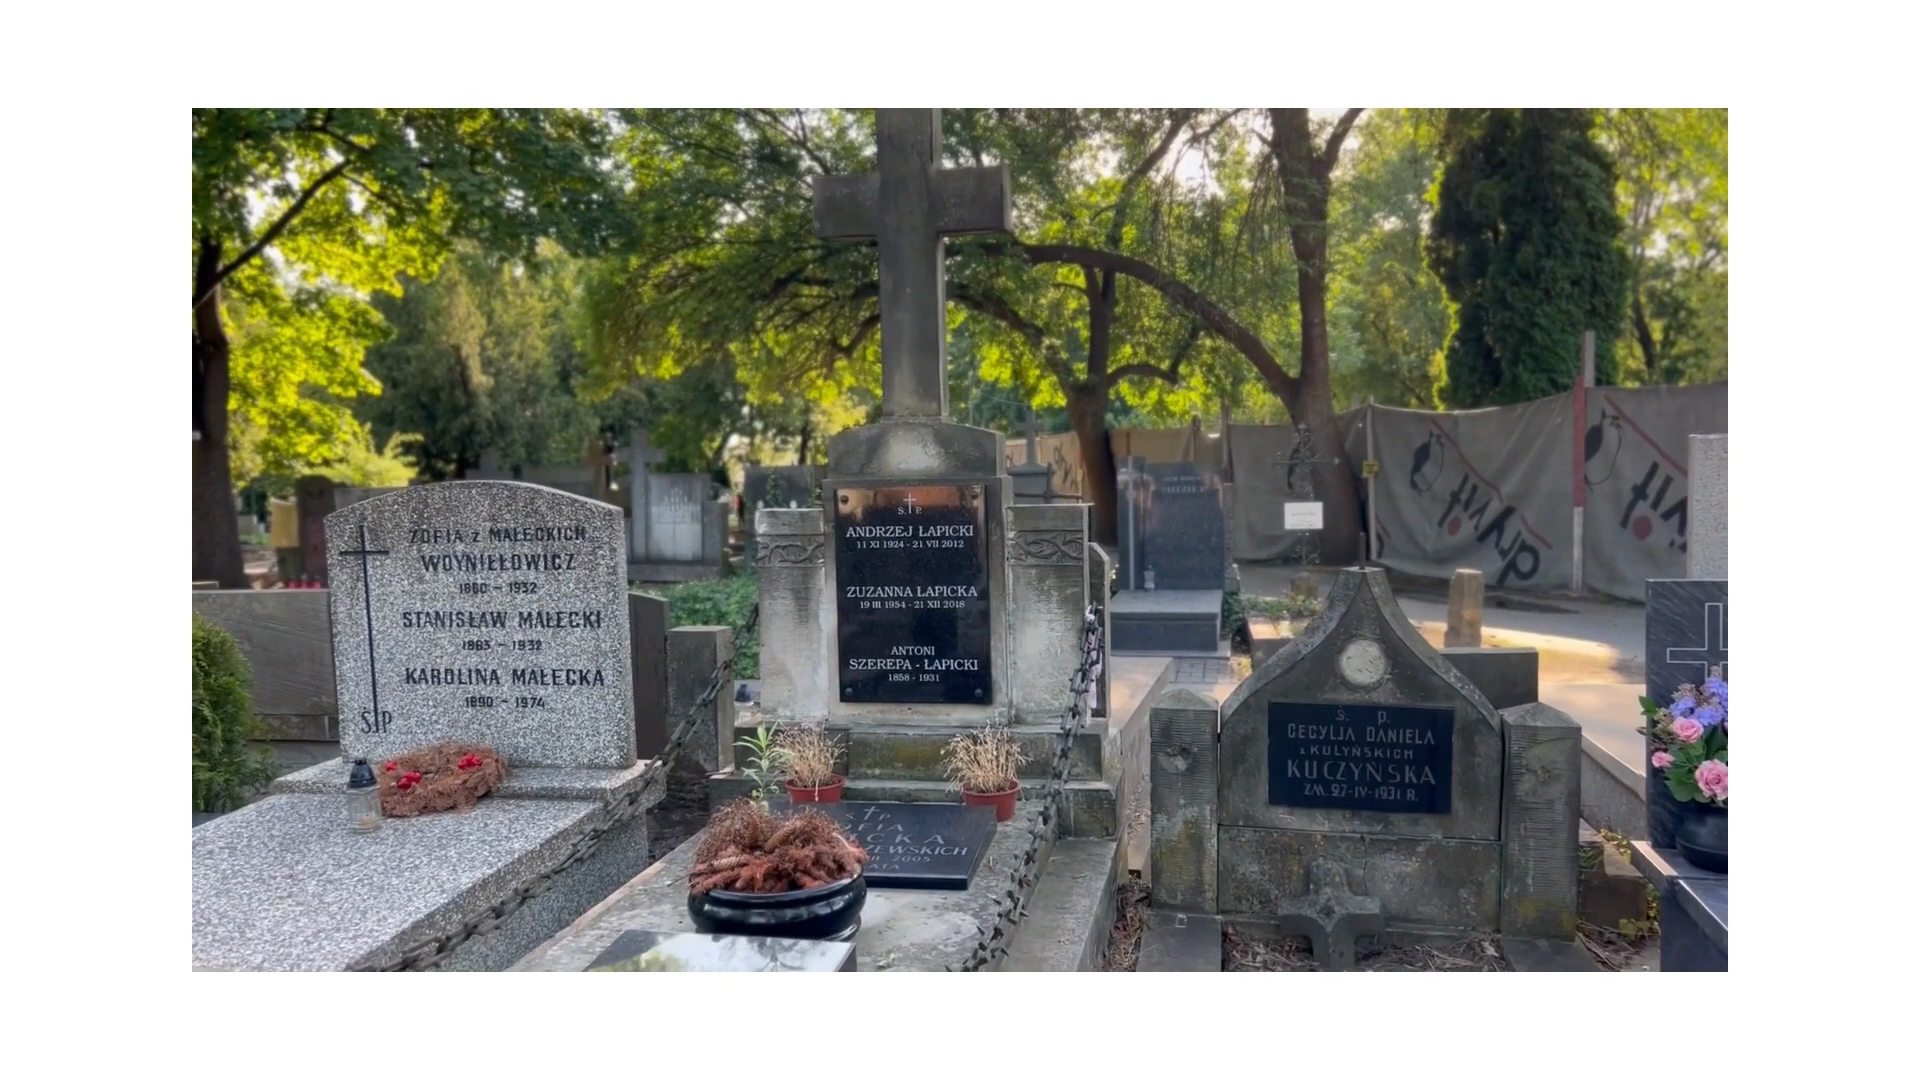 ZOFIA z MAŁECKICH
WOYNIŁŁOWICZ
1860 – 1932
STANISŁAW MAŁECKI
1863 – 1932
KAROLINA MAŁECKA
1890 – 1974
Ś P
Ś. P.
ANDRZEJ ŁAPICKI
11 XI 1924 - 21 VII 2012
ZUZANNA ŁAPICKA
19 III 1954 - 21 XII 2018
ANTONI
SZEREPA - ŁAPICKI
1858 - 1931
Ś P
2005
Ś. P.
CECYLJA DANIELA
z KULYŃSKICH
KUCZYŃSKA
ZM. 27-IV-1931 R.
dryvit